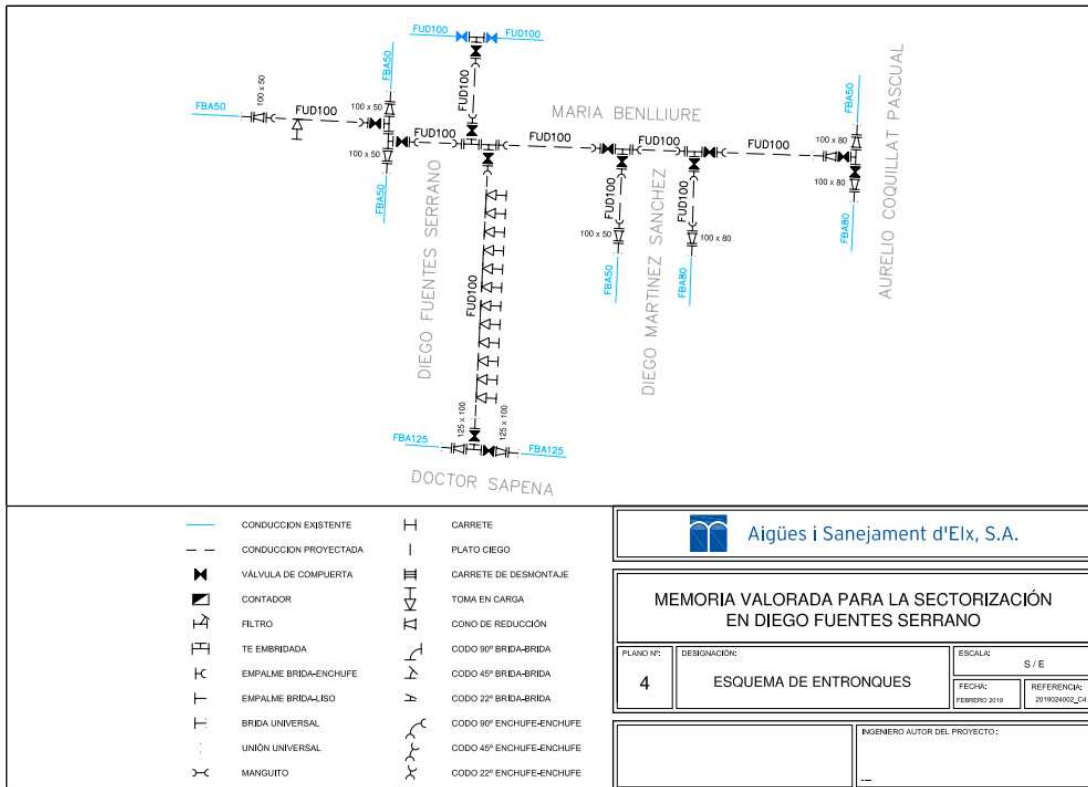 FUD100
FUD100
FBA50
FBA50
100 x 50
FUD100
100 x 50
FUD100
MARIA BENLLIURE
FBA50
AURELIO COQUILLAT PASCUAL
FUD100
FUD100
FUD100
FUD100
100 x 80
100 x 50
FBA50
DIEGO FUENTES SERRANO
FUD100
FUD100
100 x 80
FBA80
100 x 50
100 x 80
FBA50
FBA80
DIEGO MARTINEZ SANCHEZ
FUD100
125 x 100
125 x 100
FBA125
FBA125
DOCTOR SAPENA
CONDUCCION EXISTENTE
CONDUCCION PROYECTADA
VÁLVULA DE COMPUERTA
CONTADOR
FILTRO
TE EMBRIDADA
EMPALME BRIDA-ENCHUFE
EMPALME BRIDA-LISO
BRIDA UNIVERSAL
UNIÓN UNIVERSAL
MANGUITO
CARRETE
PLATO CIEGO
CARRETE DE DESMONTAJE
TOMA EN CARGA
CONO DE REDUCCIÓN
CODO 90º BRIDA-BRIDA
CODO 45º BRIDA-BRIDA
CODO 22º BRIDA-BRIDA
CODO 90º ENCHUFE-ENCHUFE
CODO 45º ENCHUFE-ENCHUFE
CODO 22º ENCHUFE-ENCHUFE
Aigües i Sanejament d'Elx, S.A.
MEMORIA VALORADA PARA LA SECTORIZACIÓN
EN DIEGO FUENTES SERRANO
PLANO Nº:
4
DESIGNACIÓN:
ESQUEMA DE ENTRONQUES
ESCALA:
S / E
FECHA:
FEBRERO 2019
REFERENCIA:
2019024002_C4
INGENIERO AUTOR DEL PROYECTO: